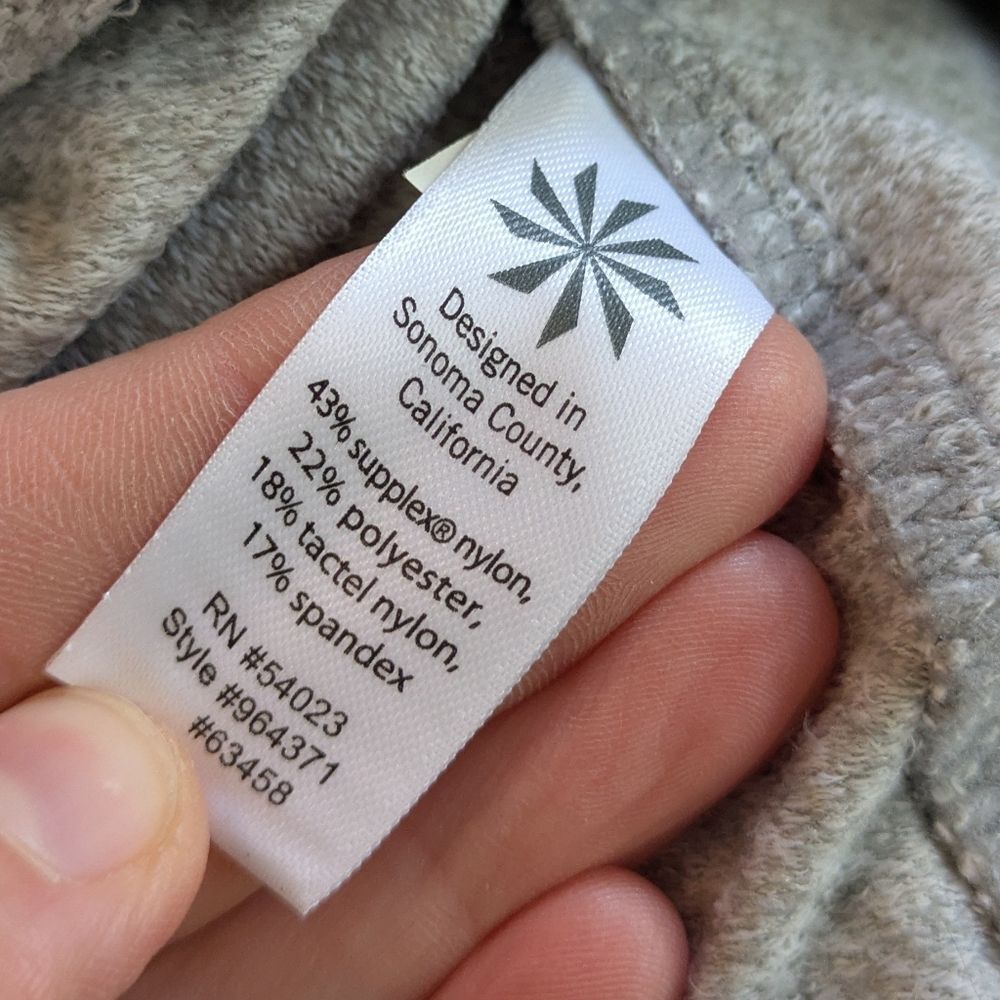 Designed in
Sonoma County,
California
43% supplex® nylon,
22% polyester,
18% tactel nylon,
17% spandex
RN #54023
Style #964371
#63458